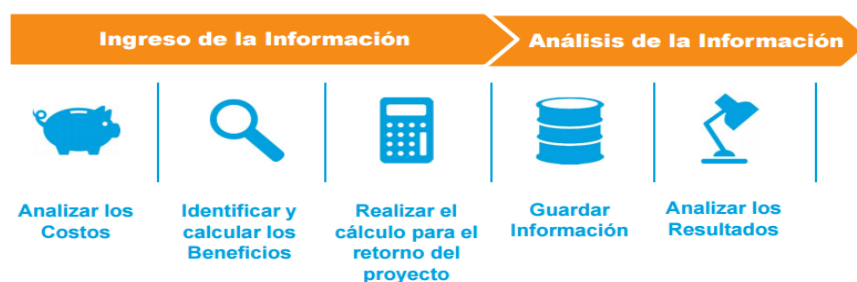 Ingreso de la Información
Análisis de la Información
Analizar los
Costos
Identificar y
calcular los
Beneficios
Realizar el
cálculo para el
retorno del
proyecto
Guardar
Información
Analizar los
Resultados